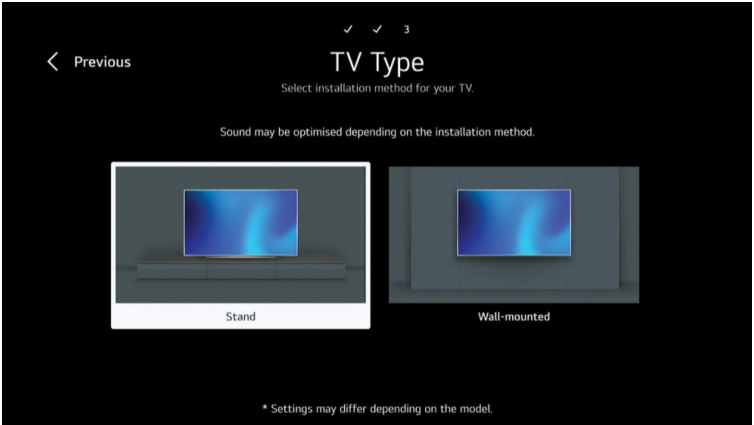 ✓ ✓ 3
Previous
TV Type
Select installation method for your TV.
Sound may be optimised depending on the installation method.
Stand
Wall-mounted
* Settings may differ depending on the model.